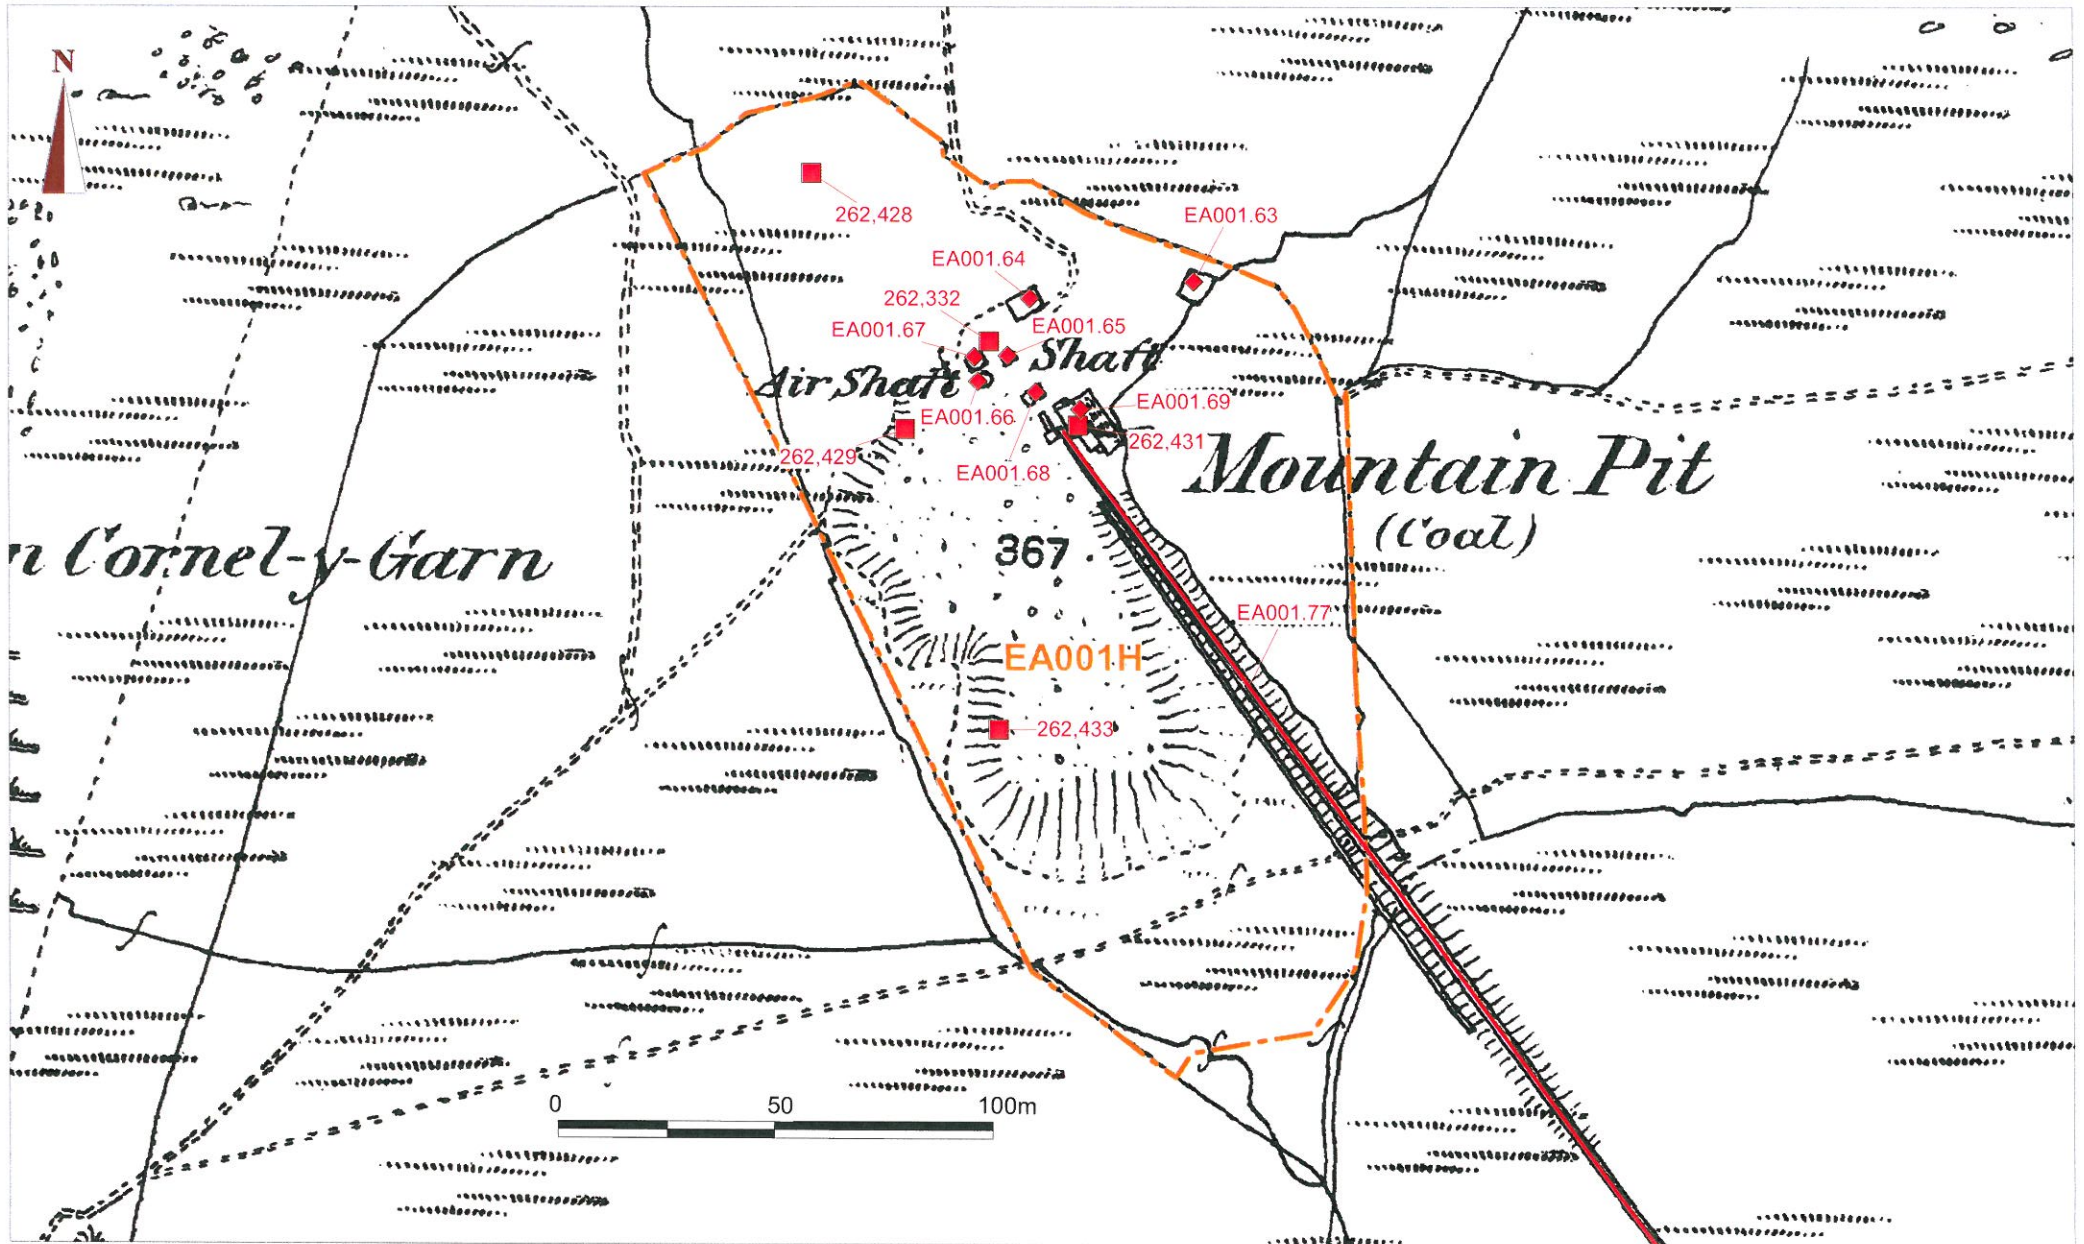 N
262,428
EA001.63
EA001.64
262,332
EA001.67
EA001.65
Shaft
Air Shaft
EA001.66
EA001.69
262,431
262,429
EA001.68
Mountain Pit
(Coal)
n Cornel-y-Garn
367
EA001.77
EA001H
262,433
0 50 100m